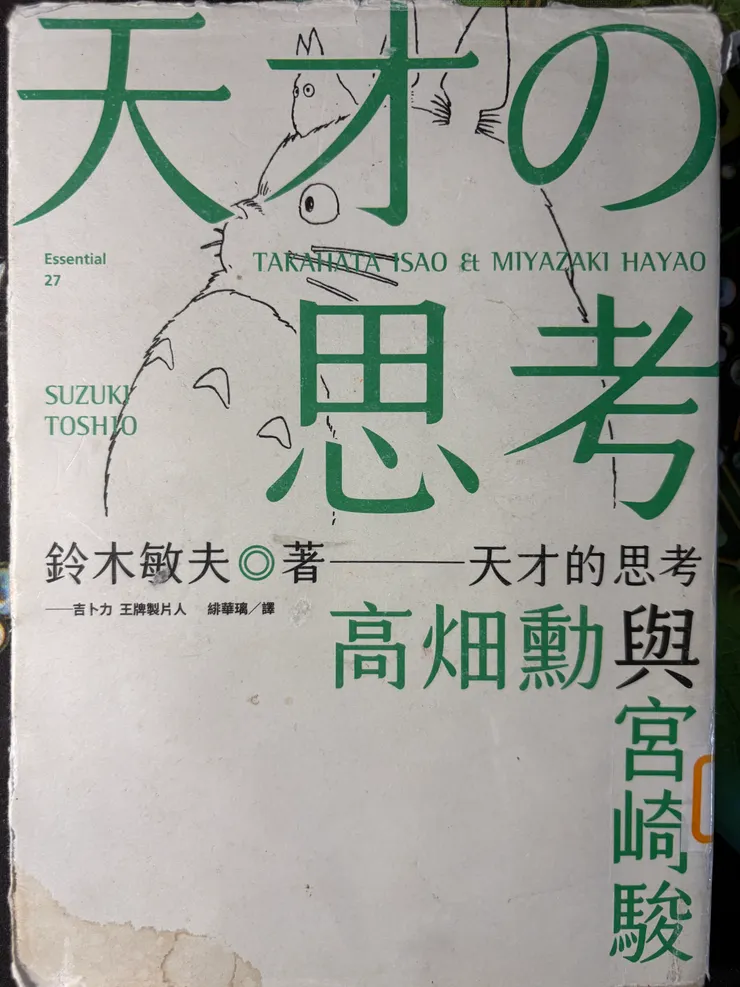 天才の
Essential
27
TAKAHATA ISAO & MIYAZAKI HAYAO
思考
SUZUKI
TOSHIO
鈴木敏夫◎著——天才的思考
——吉卜力 王牌製片人 緋華璃/譯
高畑勳與
宮崎駿